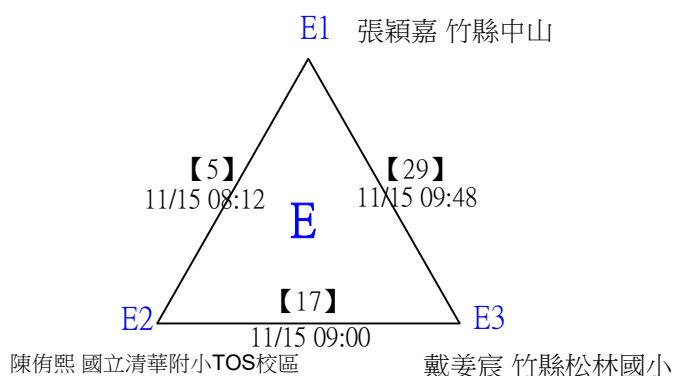 E1 張穎嘉 竹縣中山
【5】
11/15 08:12
【29】
11/15 09:48
E
E2
【17】
11/15 09:00
E3
陳侑熙 國立清華附小TOS校區
戴姜宸 竹縣松林國小